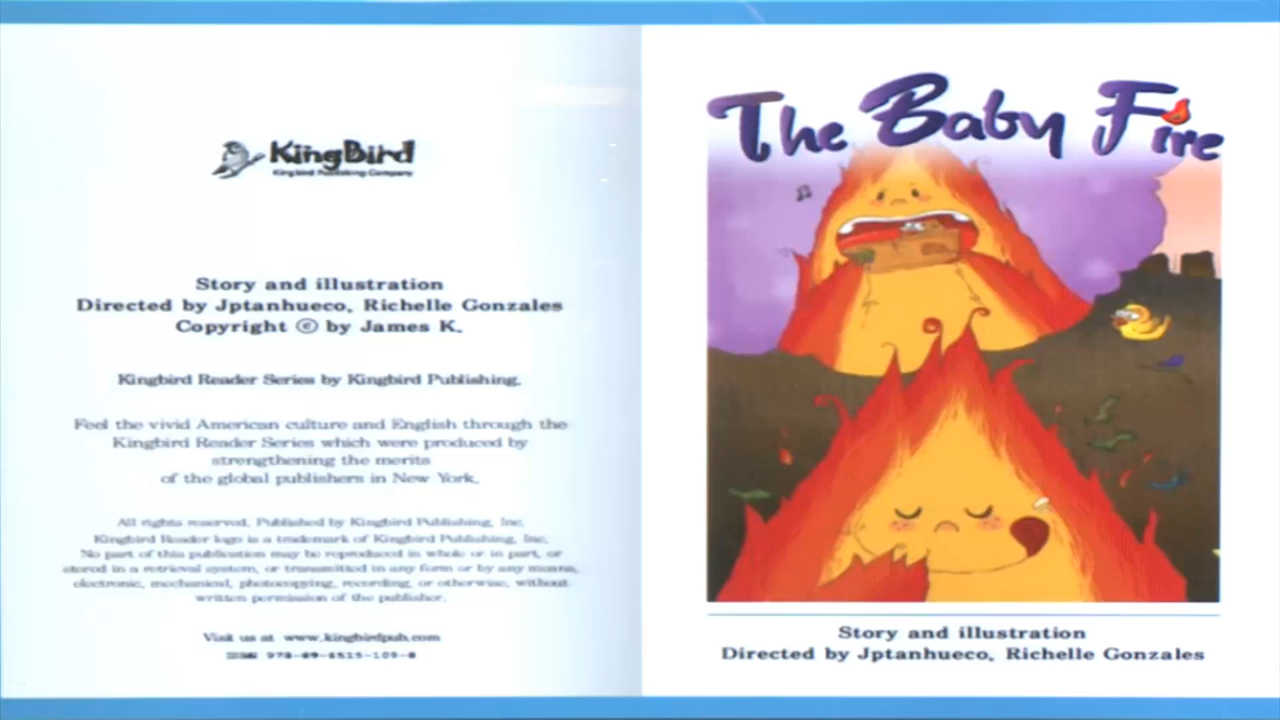 KingBird
Kingbird Publishing Company
Story and illustration
Directed by Jptanhueco, Richelle Gonzales
Copyright ⓒ by James K.
Kingbird Reader Series by Kingbird Publishing.
Feel the vivid American culture and English through the
Kingbird Reader Series which were produced by
strengthening the merits
of the global publishers in New York.
All rights reserved. Published by Kingbird Publishing, Inc.
Kingbird Reader logo is a trademark of Kingbird Publishing, Inc.
No part of this publication may be reproduced in whole or in part, or
stored in a retrieval system, or transmitted in any form or by any means,
electronic, mechanical, photocopying, recording, or otherwise, without
written permission of the publisher.
Visit us at www.kingbirdpub.com
ISBN
The Baby Fire
Story and illustration
Directed by Jptanhueco, Richelle Gonzales